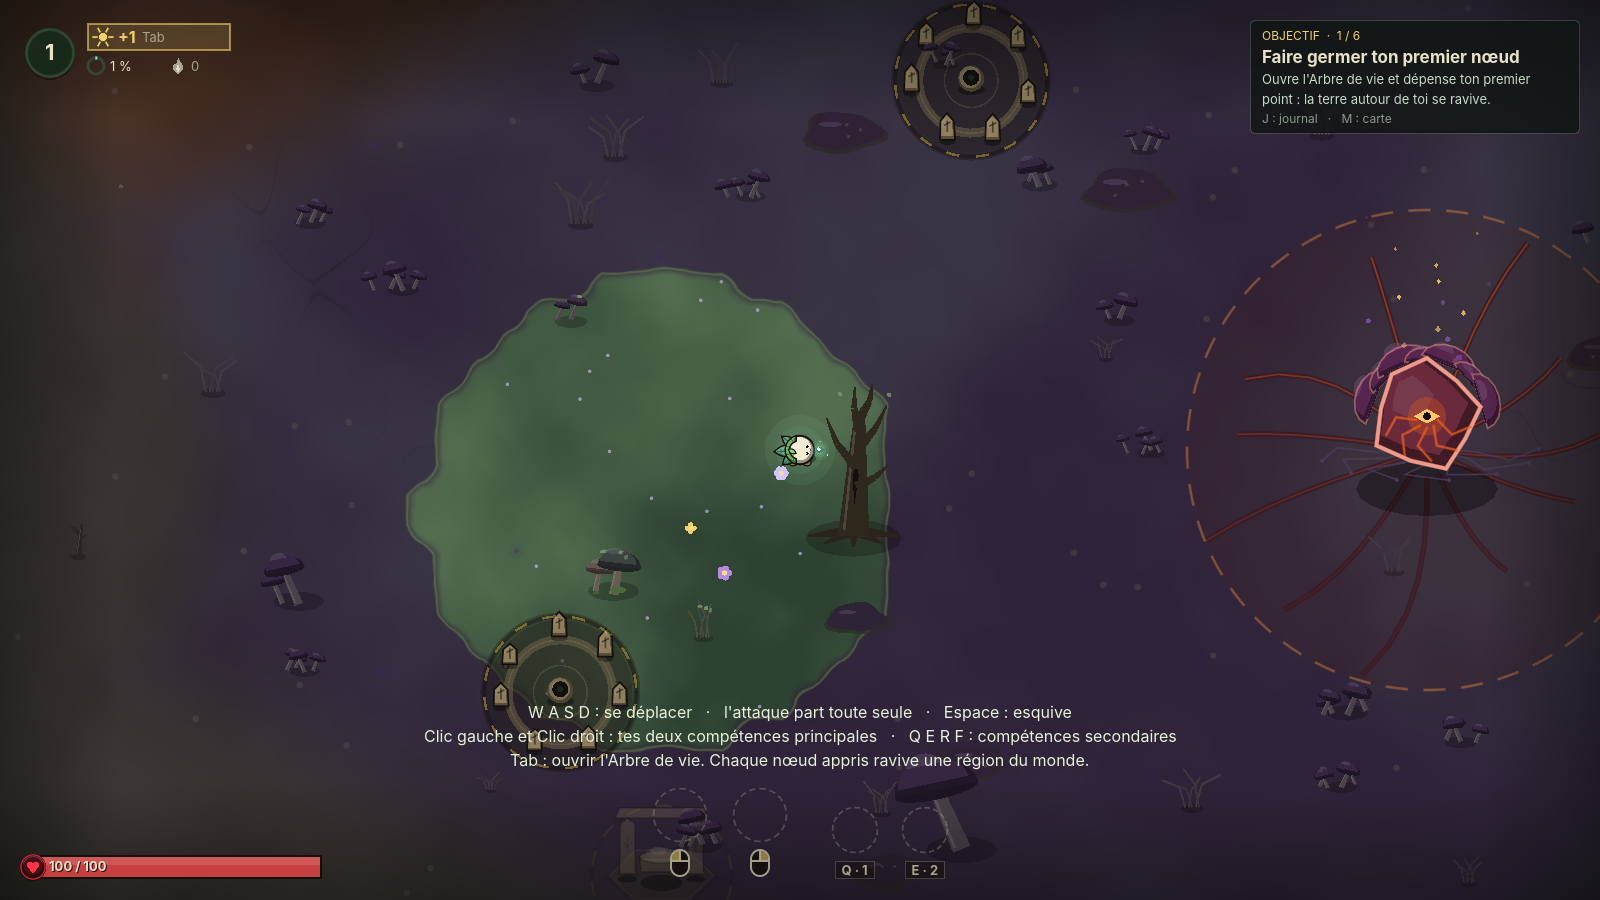 1
+1 Tab
1 %
0
OBJECTIF · 1 / 6
Faire germer ton premier nœud
Ouvre l'Arbre de vie et dépense ton premier
point : la terre autour de toi se ravive.
J : journal · M : carte
W A S D : se déplacer · l'attaque part toute seule · Espace : esquive
Clic gauche et Clic droit : tes deux compétences principales · Q E R F : compétences secondaires
Tab : ouvrir l'Arbre de vie. Chaque nœud appris ravive une région du monde.
100 / 100
Q · 1
E · 2